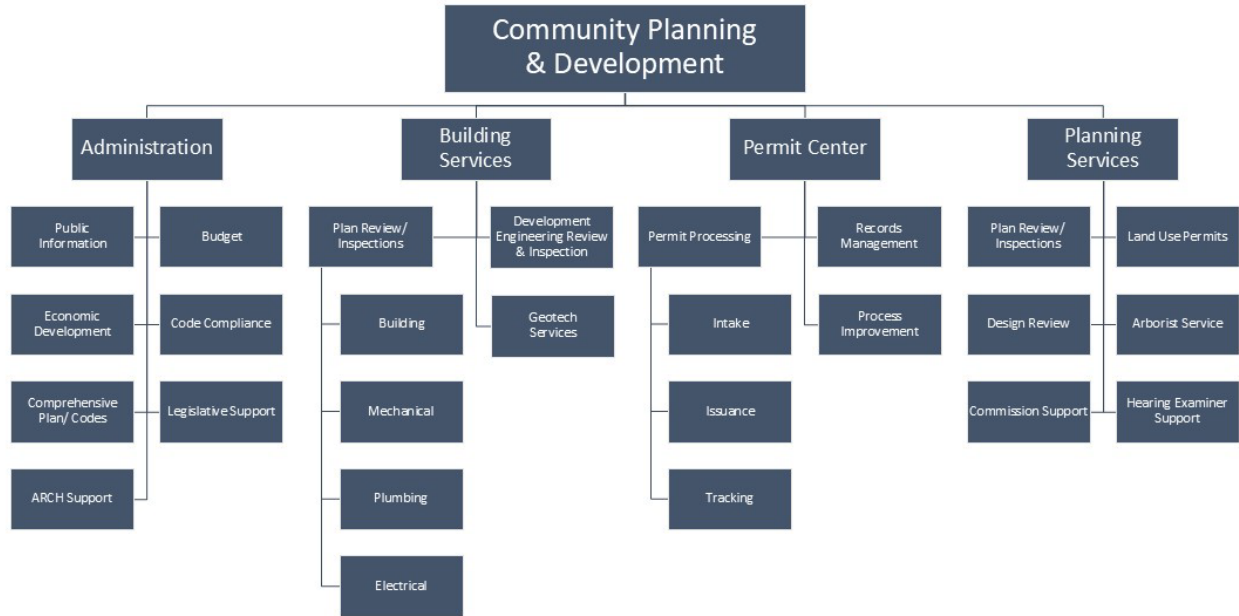 Community Planning
& Development
Administration
Building
Services
Permit Center
Planning
Services
Public
Information
Budget
Economic
Development
Code Compliance
Comprehensive
Plan/ Codes
Legislative Support
ARCH Support
Plan Review/
Inspections
Development
Engineering Review
& Inspection
Building
Geotech
Services
Mechanical
Plumbing
Electrical
Permit Processing
Records
Management
Intake
Process
Improvement
Issuance
Tracking
Plan Review/
Inspections
Land Use Permits
Design Review
Arborist Service
Commission Support
Hearing Examiner
Support